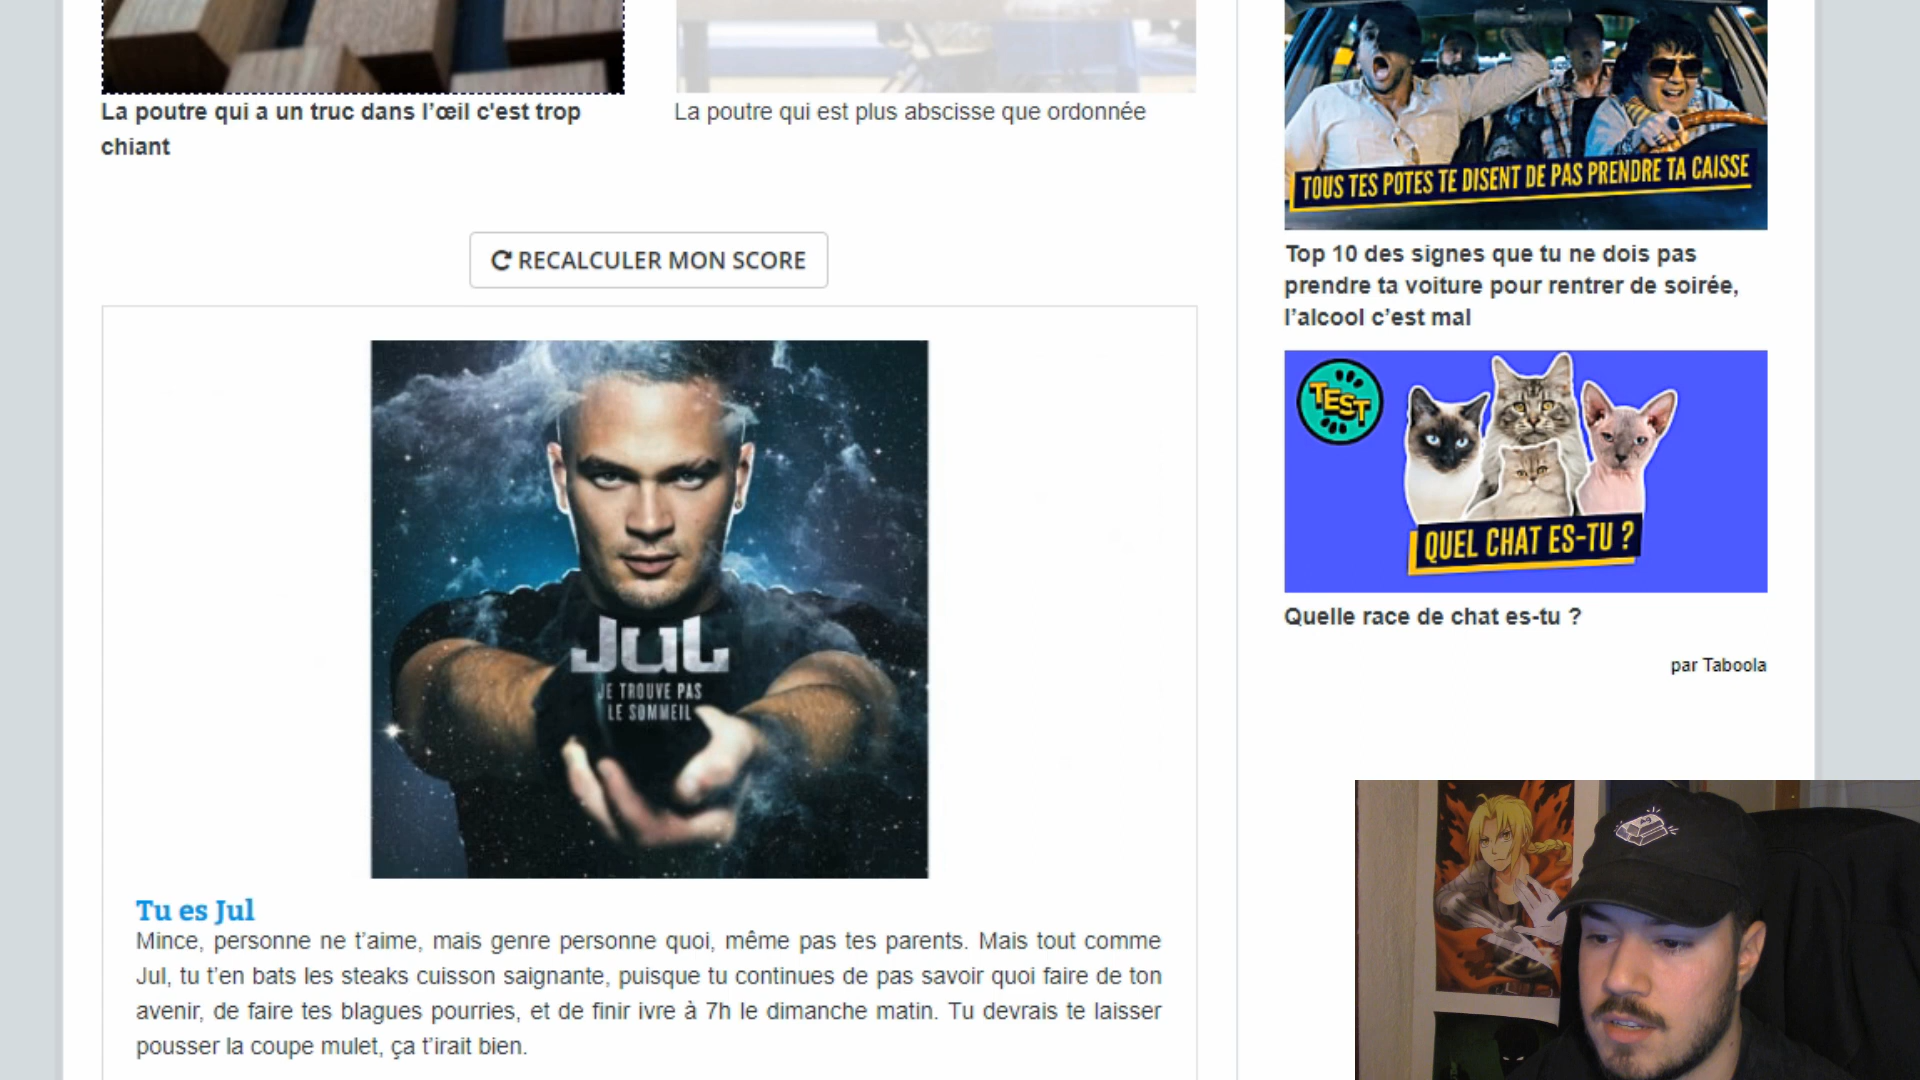 La poutre qui a un truc dans l’œil c'est trop
chiant
La poutre qui est plus abscisse que ordonnée
RECALCULER MON SCORE
JUL
JE TROUVE PAS
LE SOMMEIL
Tu es Jul
Mince, personne ne t’aime, mais genre personne quoi, même pas tes parents. Mais tout comme
Jul, tu t’en bats les steaks cuisson saignante, puisque tu continues de pas savoir quoi faire de ton
avenir, de faire tes blagues pourries, et de finir ivre à 7h le dimanche matin. Tu devrais te laisser
pousser la coupe mulet, ça t’irait bien.
TOUS TES POTES TE DISENT DE PAS PRENDRE TA CAISSE
Top 10 des signes que tu ne dois pas
prendre ta voiture pour rentrer de soirée,
l’alcool c’est mal
TEST
QUEL CHAT ES-TU ?
Quelle race de chat es-tu ?
par Taboola